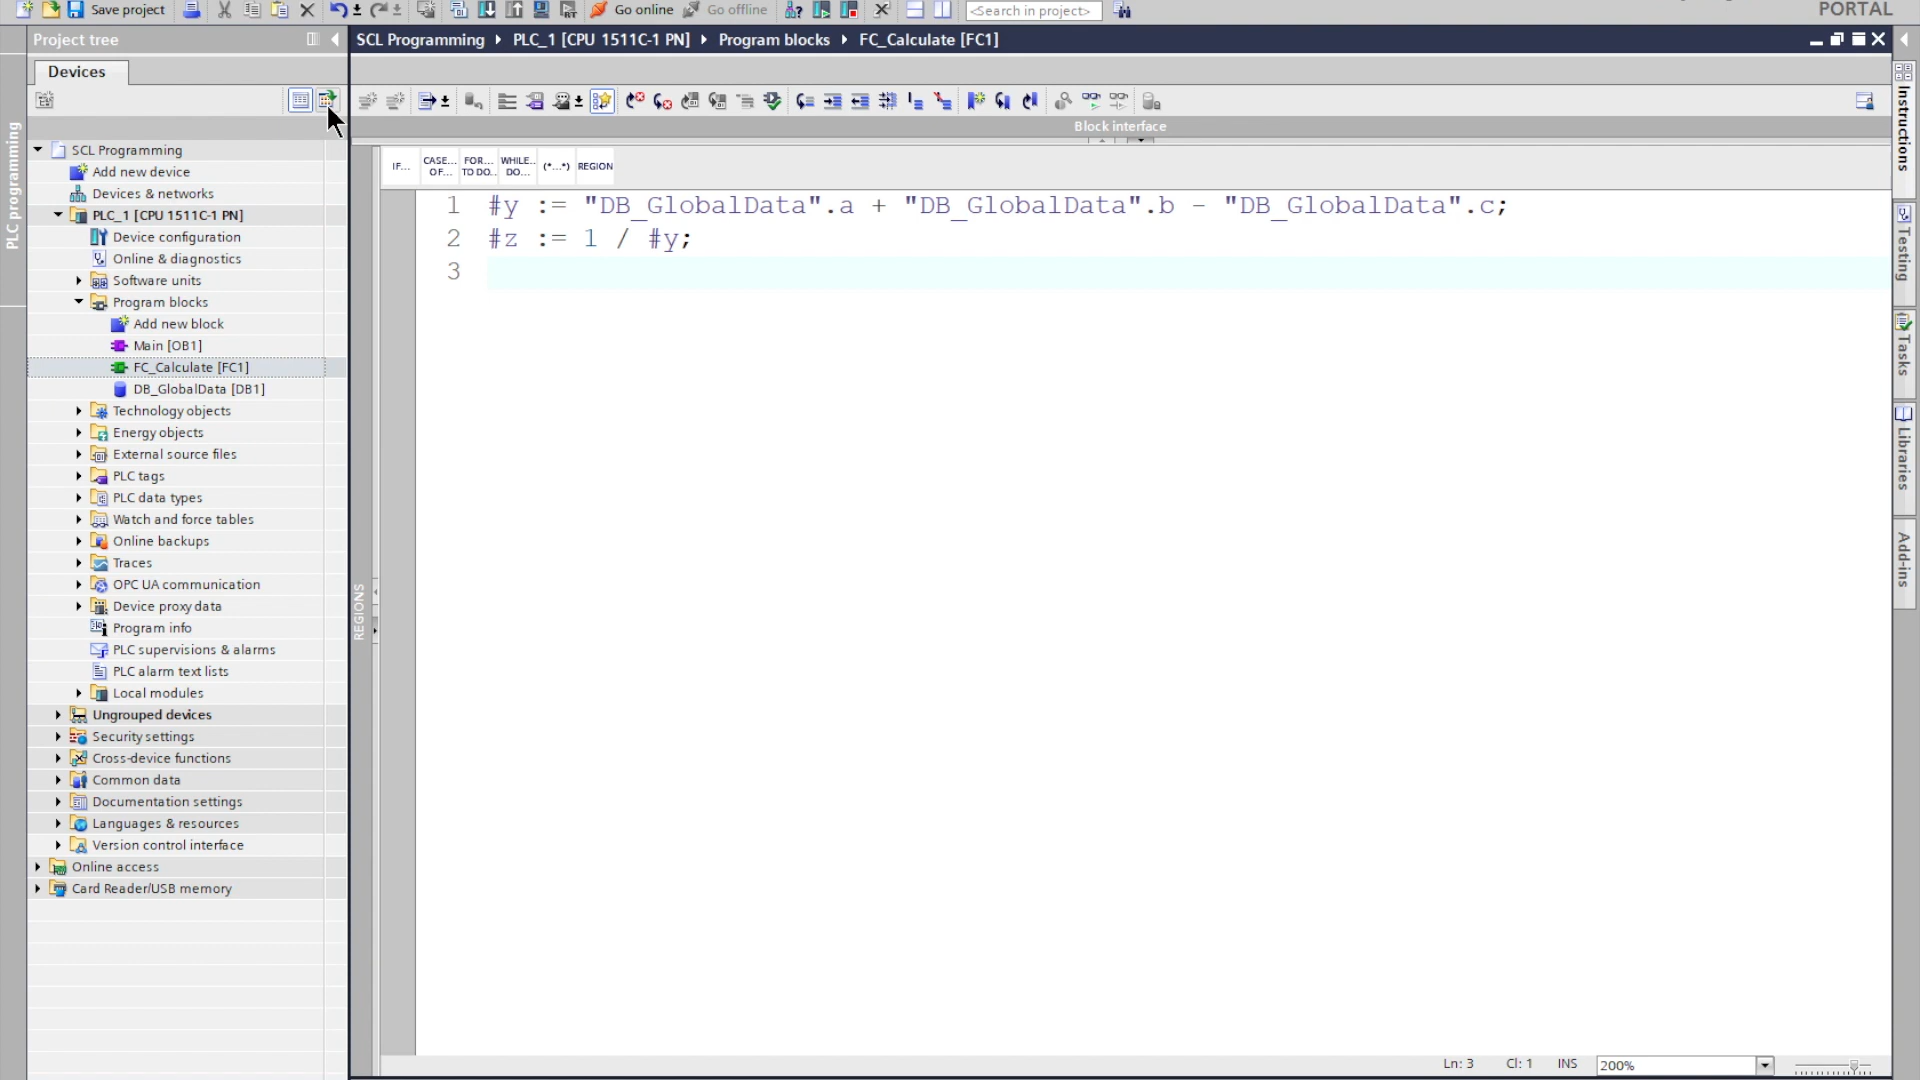 Save project
Go online
Go offline
<Search in project>
PORTAL
Project tree
SCL Programming ▸ PLC_1 [CPU 1511C-1 PN] ▸ Program blocks ▸ FC_Calculate [FC1]
Devices
Block interface
PLC programming
SCL Programming
Add new device
Devices & networks
PLC_1 [CPU 1511C-1 PN]
Device configuration
Online & diagnostics
Software units
Program blocks
Add new block
Main [OB1]
FC_Calculate [FC1]
DB_GlobalData [DB1]
Technology objects
Energy objects
External source files
PLC tags
PLC data types
Watch and force tables
Online backups
Traces
OPC UA communication
Device proxy data
Program info
PLC supervisions & alarms
PLC alarm text lists
Local modules
Ungrouped devices
Security settings
Cross-device functions
Common data
Documentation settings
Languages & resources
Version control interface
Online access
Card Reader/USB memory
REGIONS
IF... CASE... OF... FOR... TO DO.. WHILE.. DO... (*...*) REGION
1 #y := "DB_GlobalData".a + "DB_GlobalData".b - "DB_GlobalData".c;
2 #z := 1 / #y;
3
Instructions
Testing
Tasks
Libraries
Add-ins
Ln: 3 Cl: 1 INS 200%